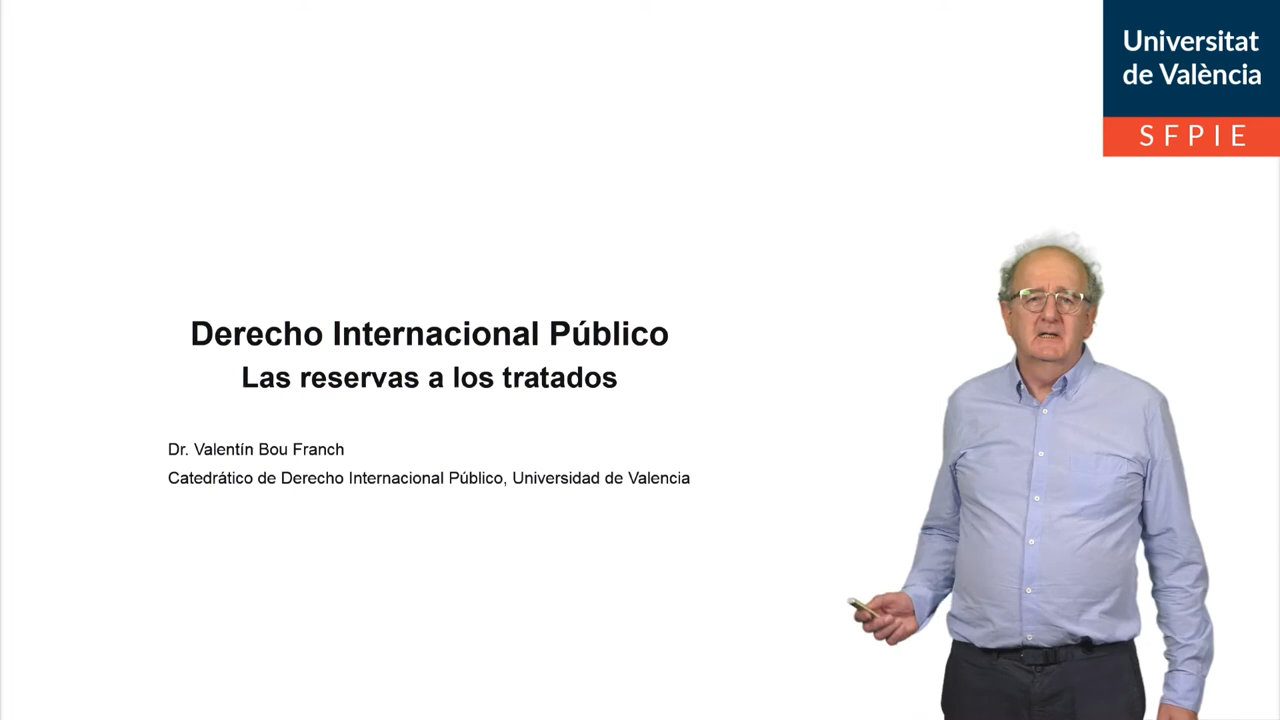 Universitat
de València
SFPIE
Derecho Internacional Público
Las reservas a los tratados
Dr. Valentín Bou Franch
Catedrático de Derecho Internacional Público, Universidad de Valencia